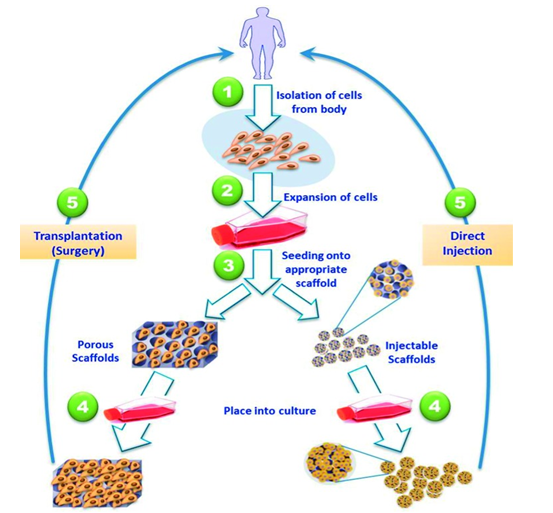 1
Isolation of cells
from body
2
Expansion of cells
3
Seeding onto
appropriate
scaffold
5
Transplantation
(Surgery)
5
Direct
Injection
Porous
Scaffolds
Injectable
Scaffolds
4
Place into culture
4